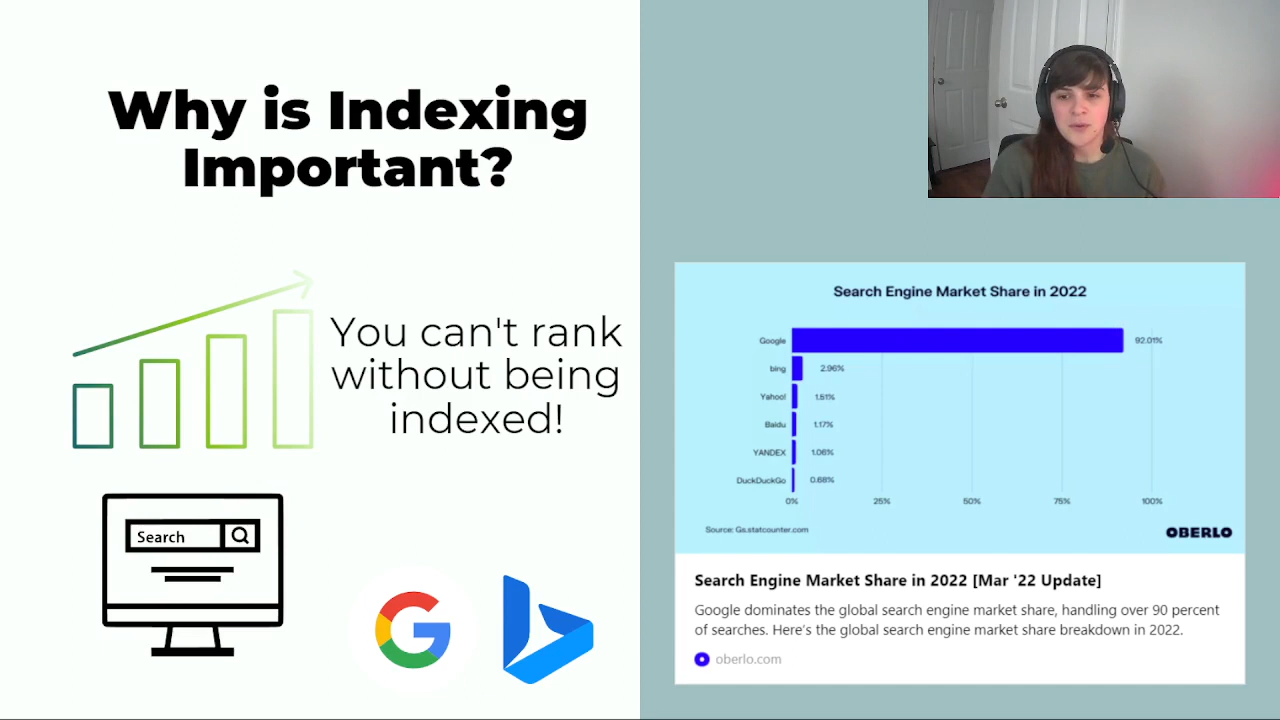 Why is Indexing
Important?
You can't rank
without being
indexed!
Search
Search Engine Market Share in 2022
Google 92.01%
bing 2.96%
Yahoo! 1.51%
Baidu 1.17%
YANDEX 1.06%
DuckDuckGo 0.68%
0% 25% 50% 75% 100%
Source: Gs.statcounter.com
OBERLO
Search Engine Market Share in 2022 [Mar '22 Update]
Google dominates the global search engine market share, handling over 90 percent
of searches. Here's the global search engine market share breakdown in 2022.
oberlo.com